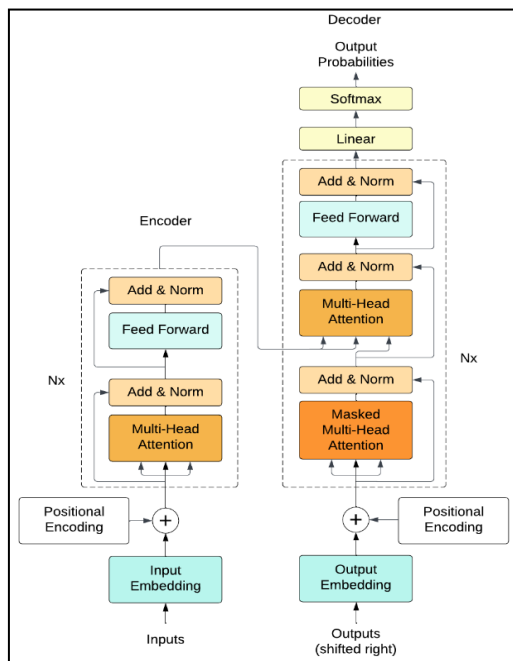 Decoder
Output
Probabilities
Softmax
Linear
Add & Norm
Feed Forward
Add & Norm
Multi-Head
Attention
Nx
Add & Norm
Masked
Multi-Head
Attention
Positional
Encoding
Output
Embedding
Outputs
(shifted right)
Encoder
Add & Norm
Feed Forward
Nx
Add & Norm
Multi-Head
Attention
Positional
Encoding
Input
Embedding
Inputs